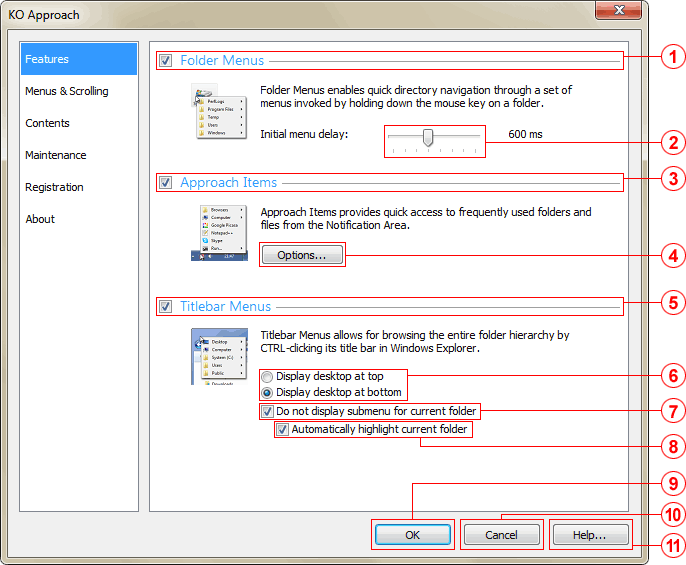 KO Approach
Features
Menus & Scrolling
Contents
Maintenance
Registration
About
Folder Menus
1
PerfLogs
Program Files
Temp
Users
Windows
Folder Menus enables quick directory navigation through a set of
menus invoked by holding down the mouse key on a folder.
Initial menu delay:
600 ms
2
Approach Items
3
Browsers
Computer
Google Picasa
Notepad++
Skype
Run...
21:47
Approach Items provides quick access to frequently used folders and
files from the Notification Area.
Options...
4
Titlebar Menus
5
Desktop
Computer
System (C:)
Users
Public
Downloads
Titlebar Menus allows for browsing the entire folder hierarchy by
CTRL-clicking its title bar in Windows Explorer.
Display desktop at top
6
Display desktop at bottom
Do not display submenu for current folder
7
Automatically highlight current folder
8
9
10
OK
Cancel
Help...
11